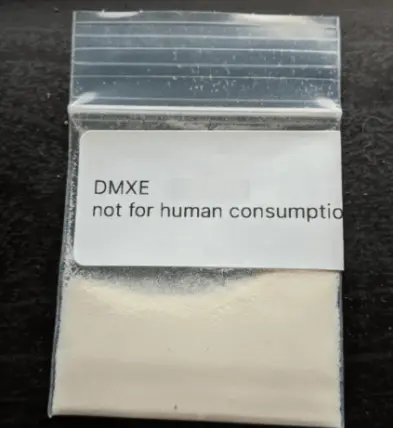 DMXE
not for human consumptio